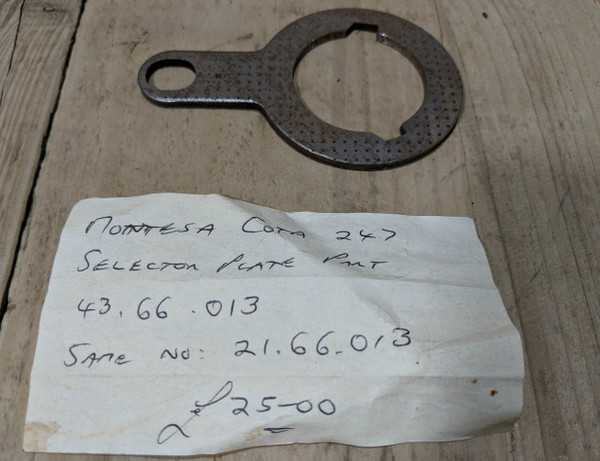 MONTESA COTA 247
SELECTOR PLATE PART
43.66.013
SAME NO: 21.66.013
£25-00